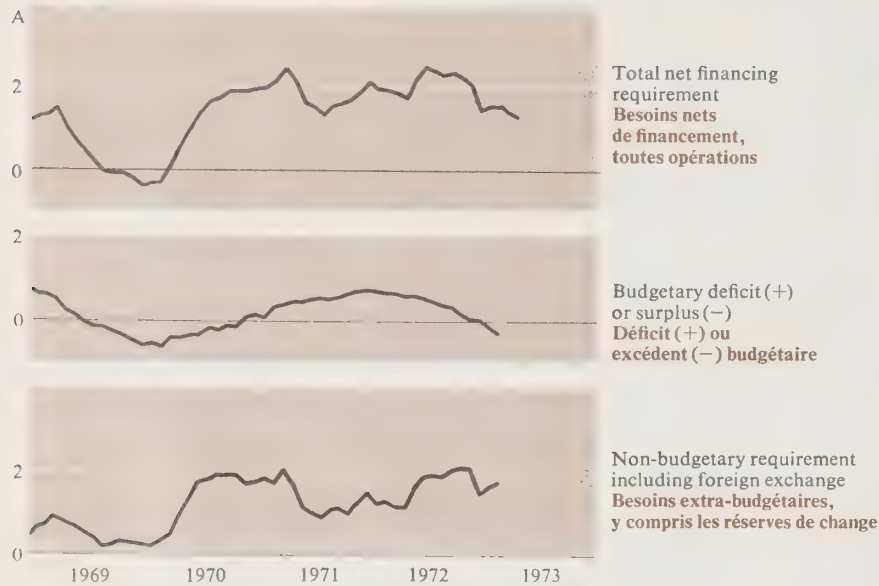 A
2
0
Total net financing
requirement
Besoins nets
de financement,
toutes opérations
2
0
Budgetary deficit (+)
or surplus (−)
Déficit (+) ou
excédent (−) budgétaire
2
0
Non-budgetary requirement
including foreign exchange
Besoins extra-budgétaires,
y compris les réserves de change
1969 1970 1971 1972 1973